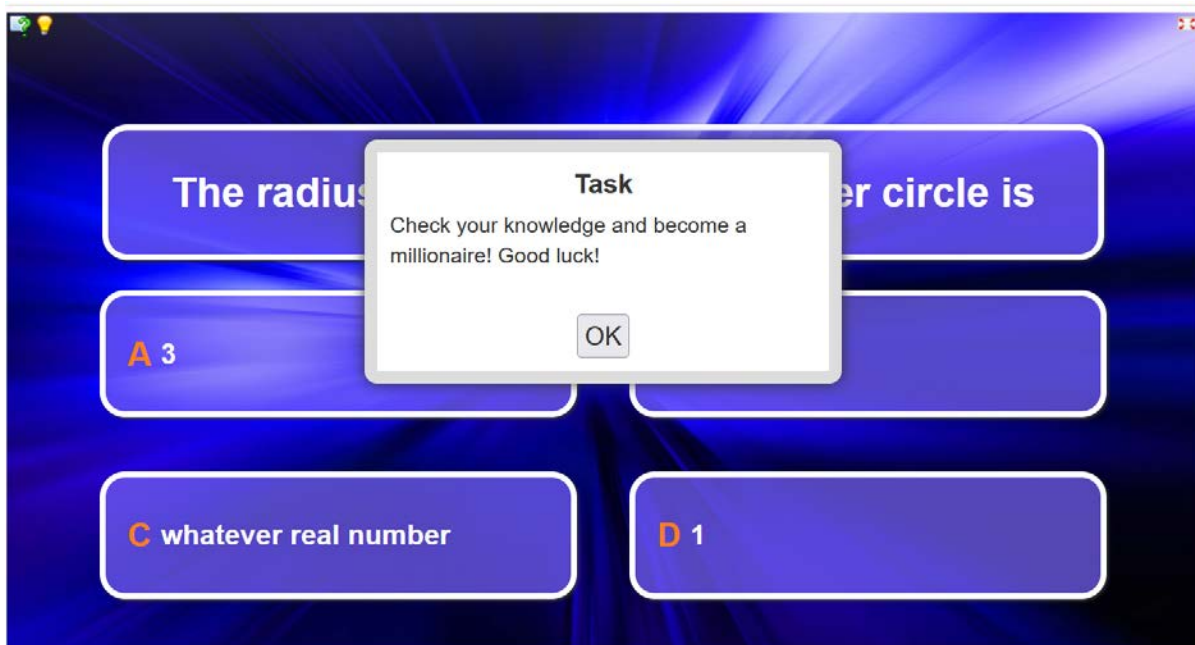 The radius
er circle is
Task
Check your knowledge and become a
millionaire! Good luck!
OK
A 3
C whatever real number
D 1